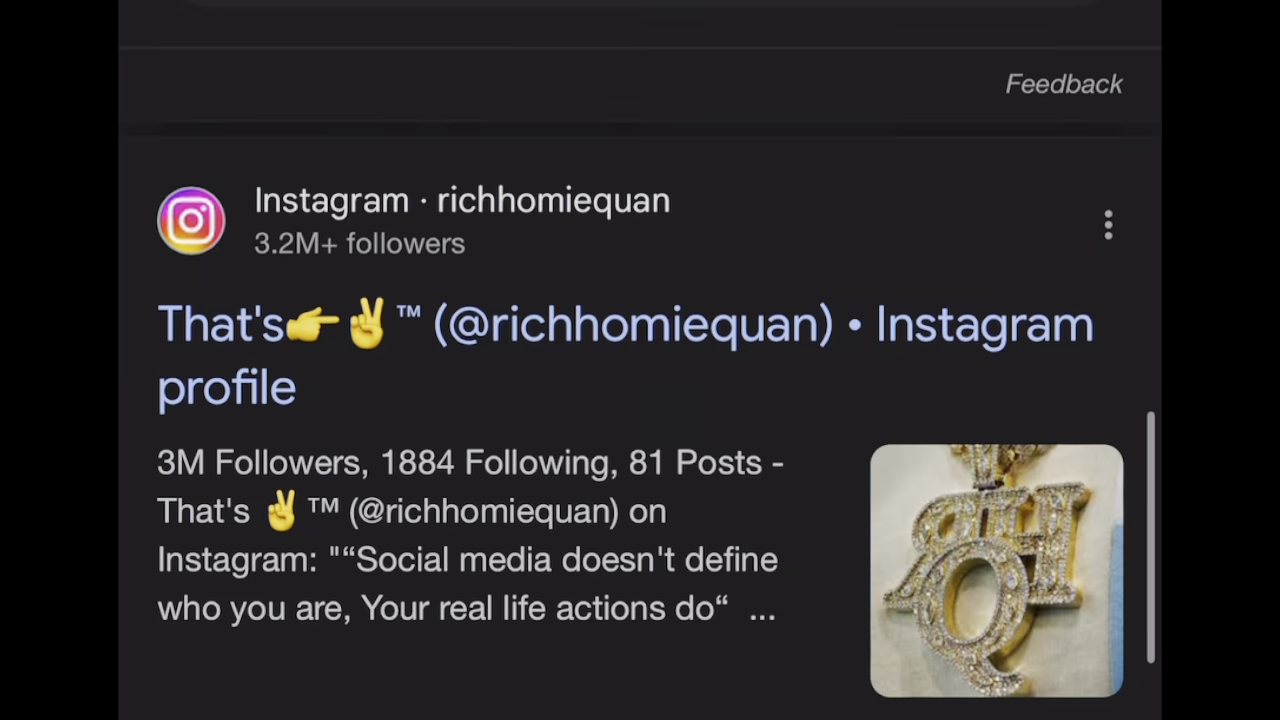 Feedback
Instagram · richhomiequan
3.2M+ followers
That's👉✌️™ (@richhomiequan) • Instagram
profile
3M Followers, 1884 Following, 81 Posts -
That's ✌️™ (@richhomiequan) on
Instagram: "“Social media doesn't define
who you are, Your real life actions do“ ...
RHQ